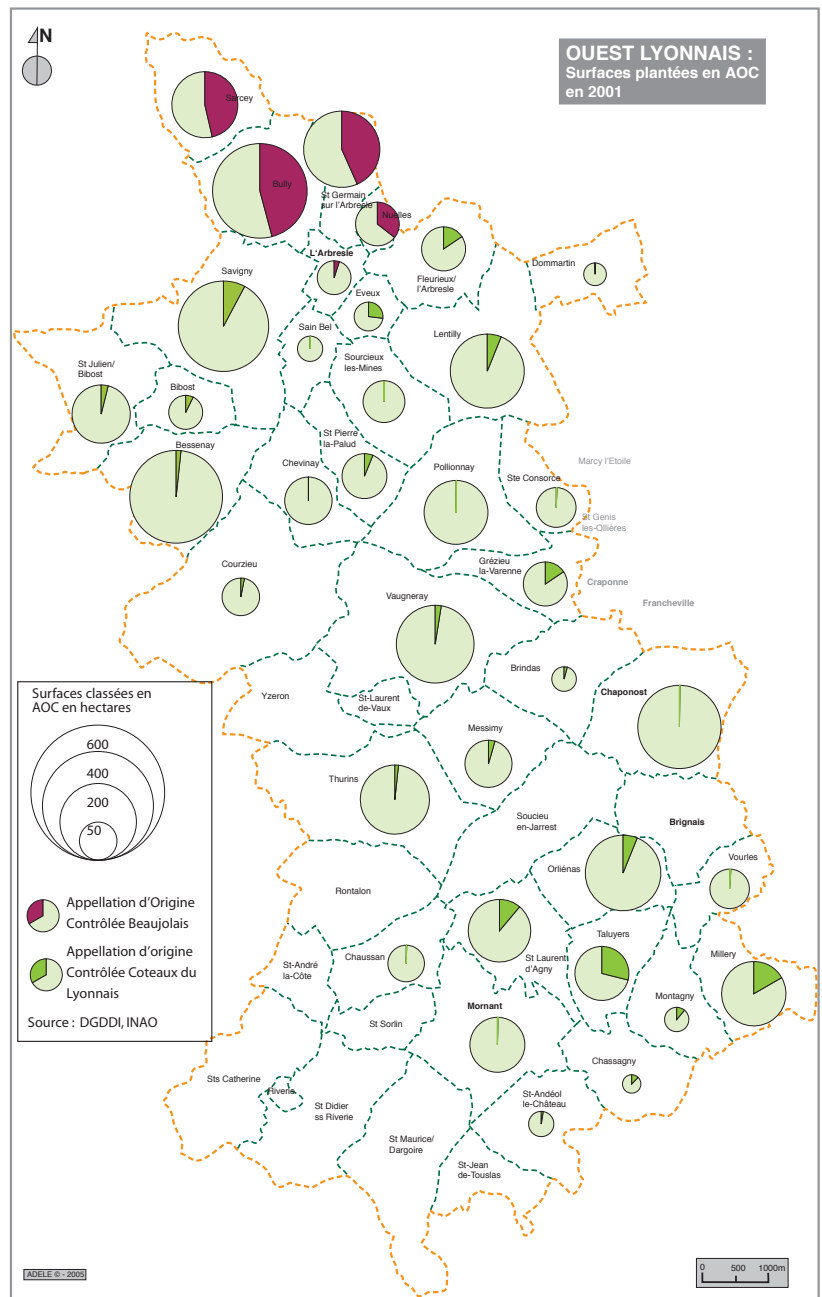 N
OUEST LYONNAIS :
Surfaces plantées en AOC
en 2001
Sarcey
Bully
St Germain
sur l'Arbresle
Nuelles
L'Arbresle
Fleurieux/
l'Arbresle
Dommartin
Savigny
Eveux
Sain Bel
Lentilly
Sourcieux
les-Mines
St Julien/
Bibost
Bibost
St Pierre
la-Palud
Bessenay
Chevinay
Pollionnay
Ste Consorce
Marcy l'Etoile
St Genis
les-Ollières
Courzieu
Grézieu
la-Varenne
Craponne
Francheville
Vaugneray
Brindas
Yzeron
St-Laurent
de-Vaux
Chaponost
Messimy
Thurins
Soucieu
en-Jarrest
Brignais
Orliénas
Vourles
Rontalon
St Laurent
d'Agny
Taluyers
Millery
Chaussan
St-André
la-Côte
Montagny
Mornant
St Sorlin
Chassagny
Sts Catherine
Riverie
St-Andéol
le-Château
St Didier
ss Riverie
St Maurice/
Dargoire
St-Jean
de-Touslas
Surfaces classées en
AOC en hectares
600
400
200
50
Appellation d'Origine
Contrôlée Beaujolais
Appellation d'origine
Contrôlée Coteaux du
Lyonnais
Source : DGDDI, INAO
ADELE © - 2005
0 500 1000m